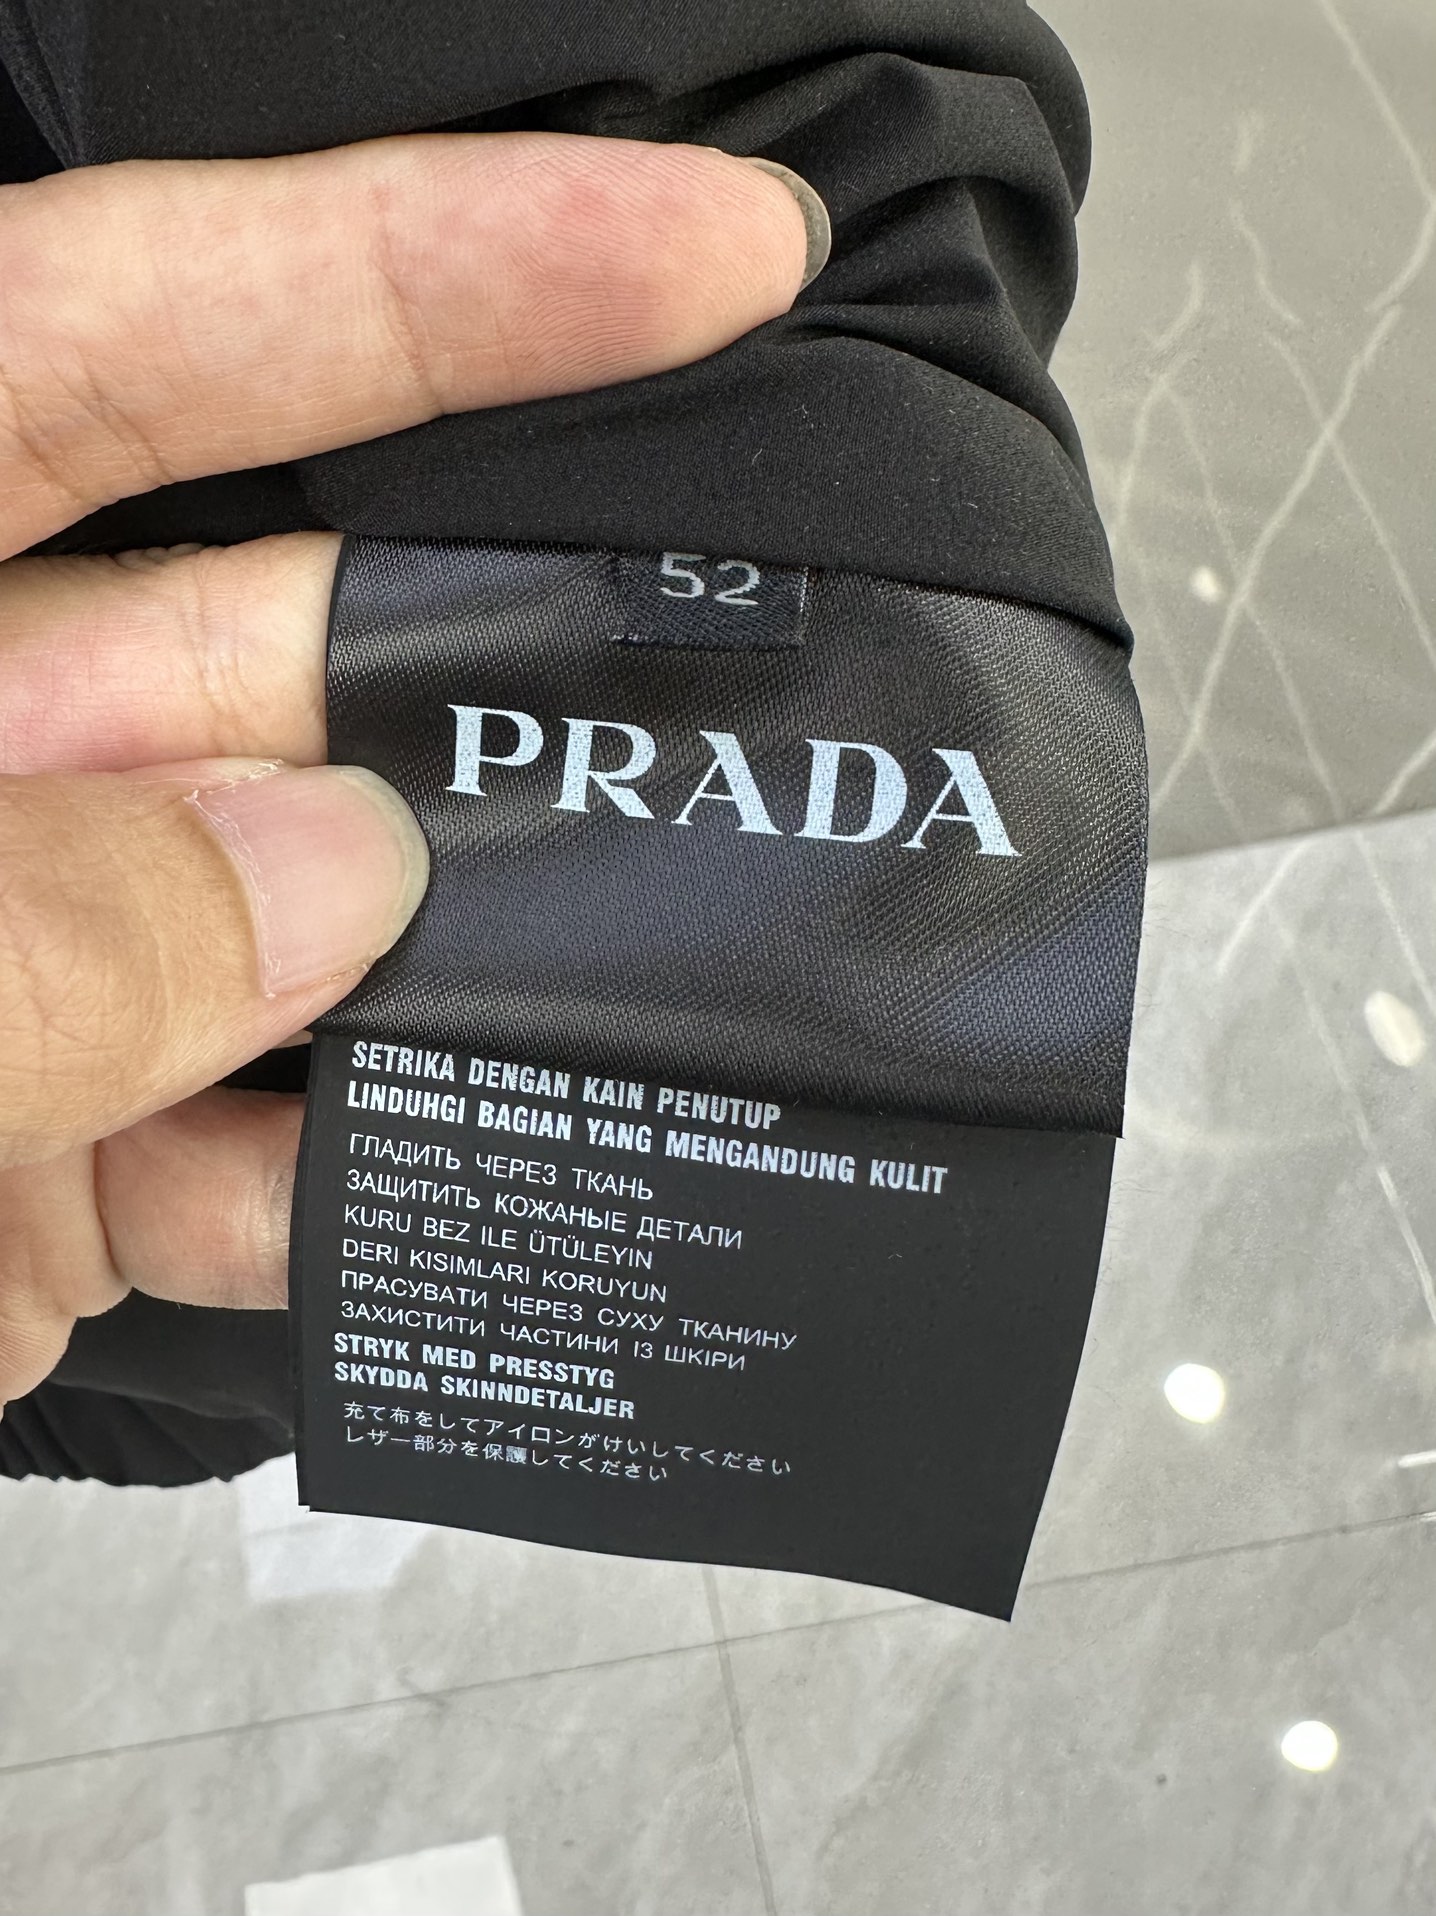 52
PRADA
SETRIKA DENGAN KAIN PENUTUP
LINDUHGI BAGIAN YANG MENGANDUNG KULIT
ГЛАДИТЬ ЧЕРЕЗ ТКАНЬ
ЗАЩИТИТЬ КОЖАНЫЕ ДЕТАЛИ
KURU BEZ ILE ÜTÜLEYIN
DERI KISIMLARI KORUYUN
ПРАСУВАТИ ЧЕРЕЗ СУХУ ТКАНИНУ
ЗАХИСТИТИ ЧАСТИНИ ІЗ ШКІРИ
STRYK MED PRESSTYG
SKYDDA SKINNDETALJER
充て布をしてアイロンがけいしてください
レザー部分を保護してください